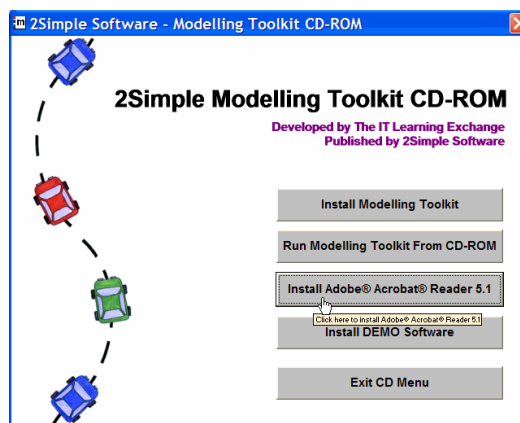 2Simple Software - Modelling Toolkit CD-ROM
2Simple Modelling Toolkit CD-ROM
Developed by The IT Learning Exchange
Published by 2Simple Software
Install Modelling Toolkit
Run Modelling Toolkit From CD-ROM
Install Adobe® Acrobat® Reader 5.1
Click here to install Adobe® Acrobat® Reader 5.1
Install DEMO Software
Exit CD Menu